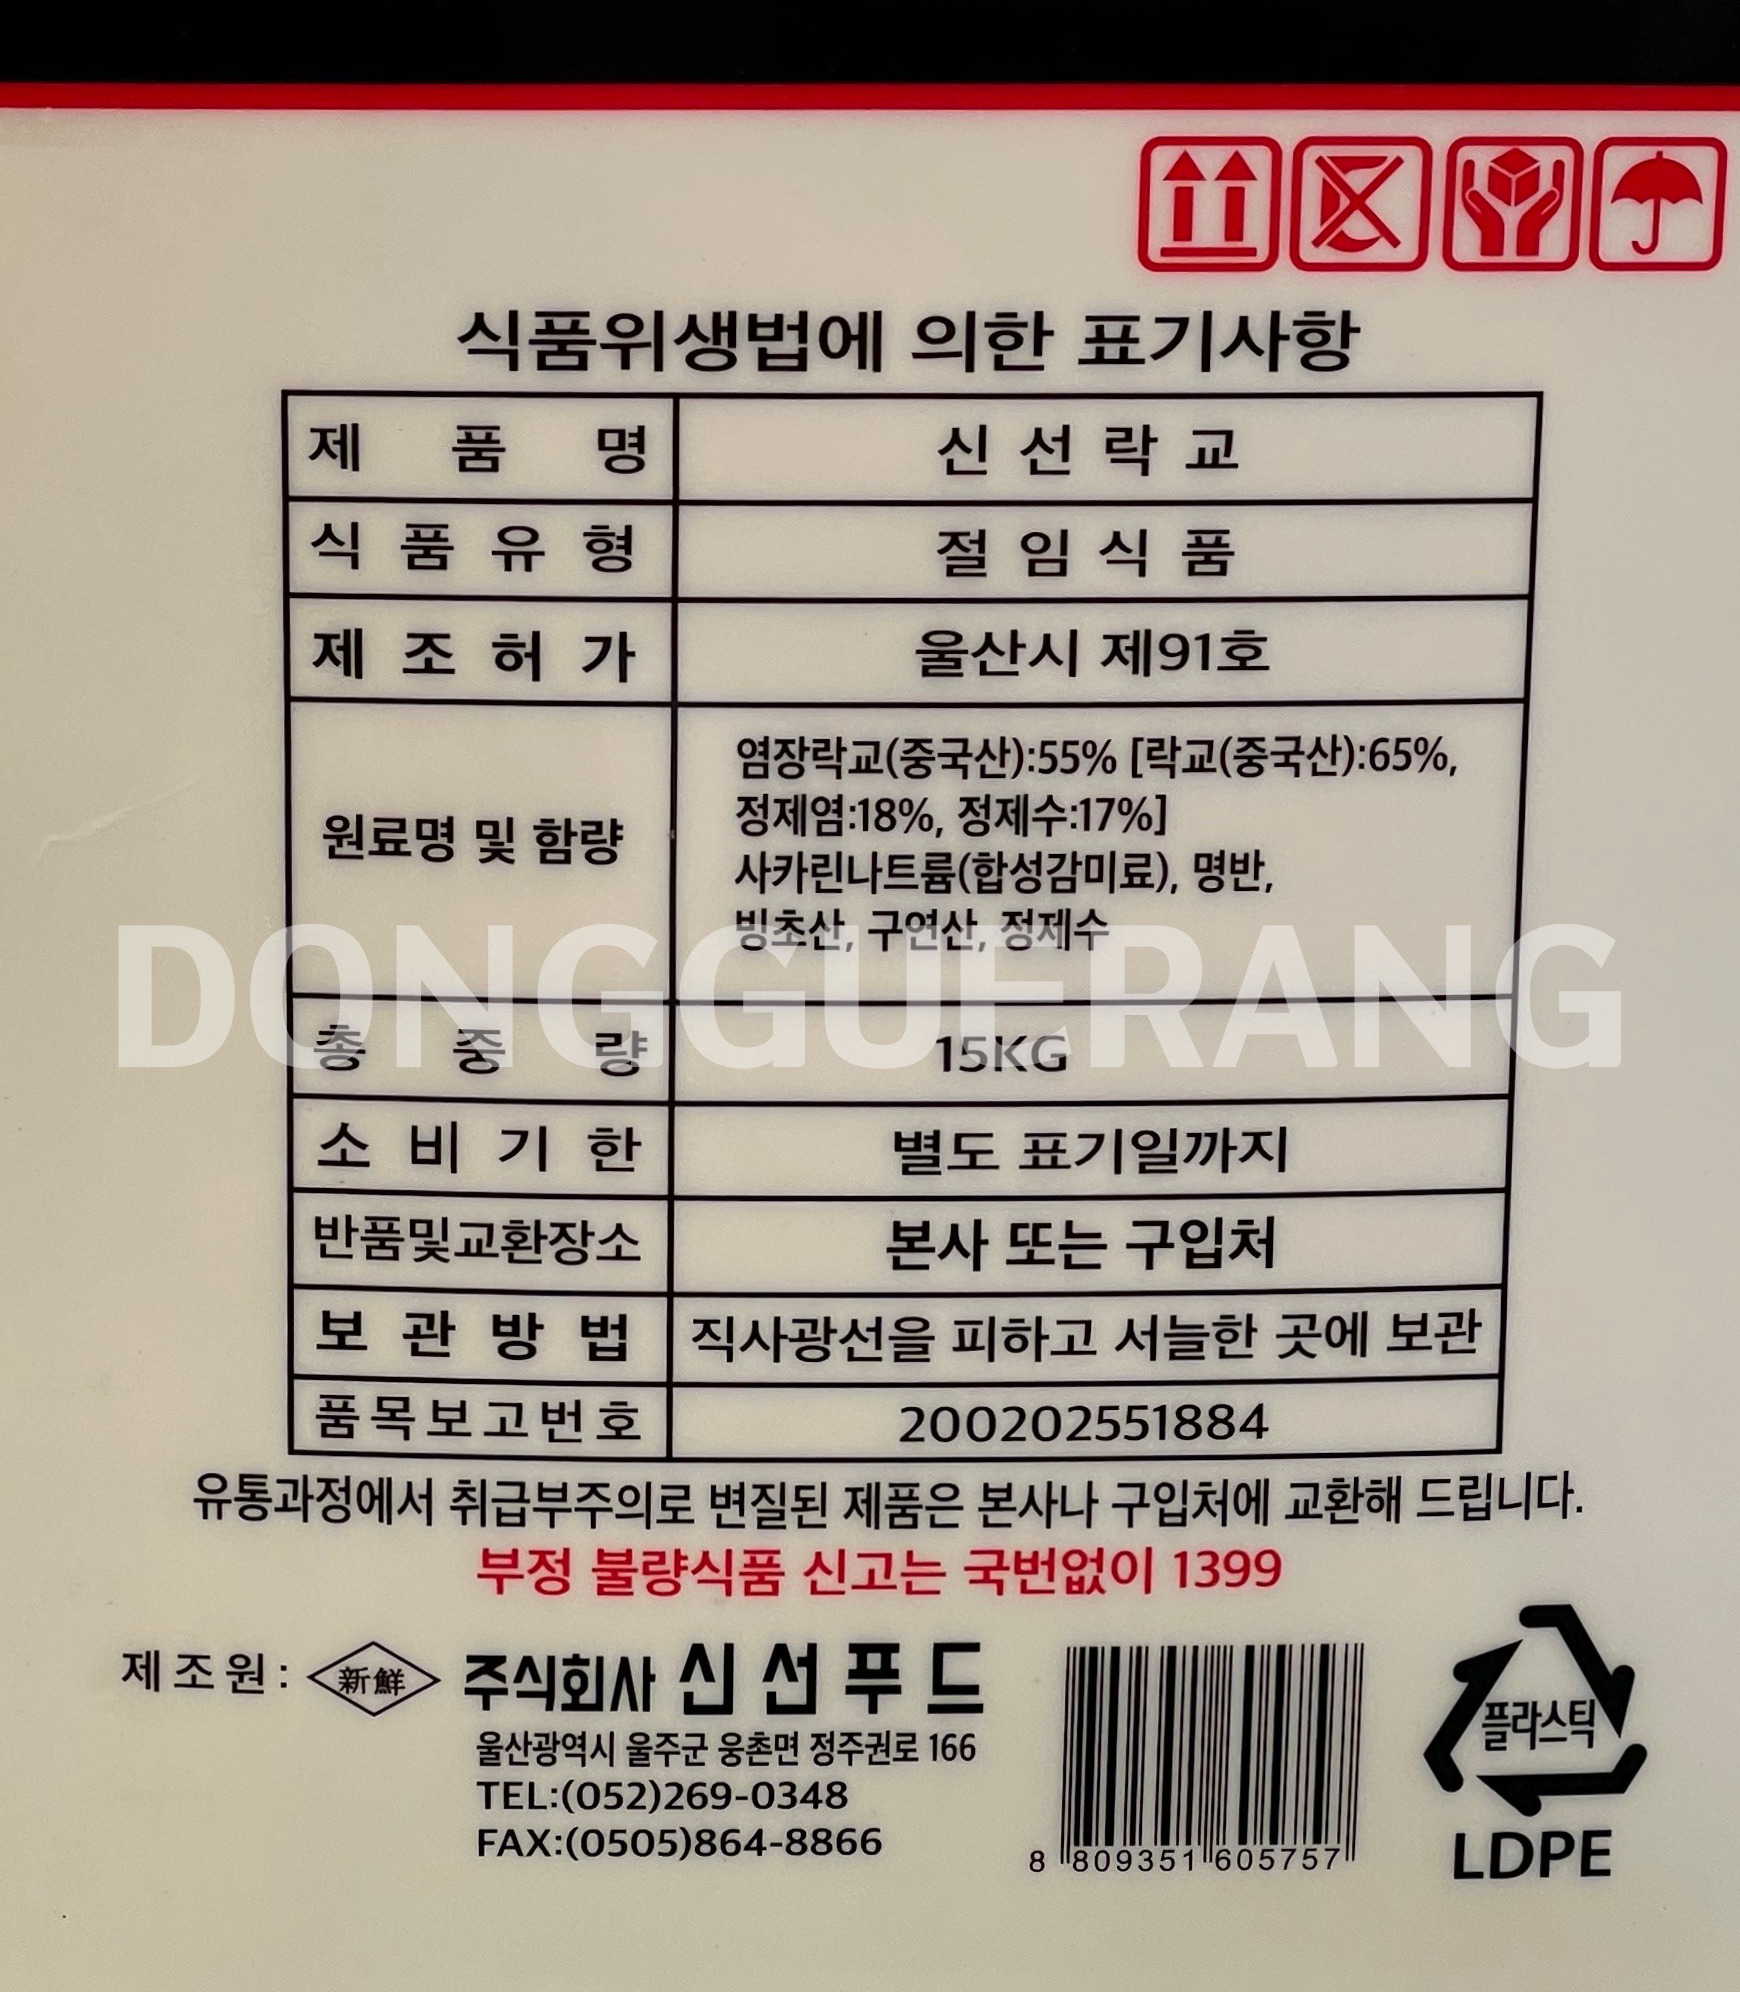 식품위생법에 의한 표기사항
제 품 명 신 선 락 교
식 품 유 형 절 임 식 품
제 조 허 가 울산시 제91호
원료명 및 함량
염장락교(중국산):55% [락교(중국산):65%,
정제염:18%, 정제수:17%]
사카린나트륨(합성감미료), 명반,
빙초산, 구연산, 정제수
DONGGUERANG
총 중 량 15KG
소 비 기 한 별도 표기일까지
반품및교환장소 본사 또는 구입처
보 관 방 법 직사광선을 피하고 서늘한 곳에 보관
품목보고번호 200202551884
유통과정에서 취급부주의로 변질된 제품은 본사나 구입처에 교환해 드립니다.
부정 불량식품 신고는 국번없이 1399
제조원: 新鮮 주식회사 신선푸드
울산광역시 울주군 웅촌면 정주권로 166
TEL:(052)269-0348
FAX:(0505)864-8866
8 809351 605757
플라스틱
LDPE